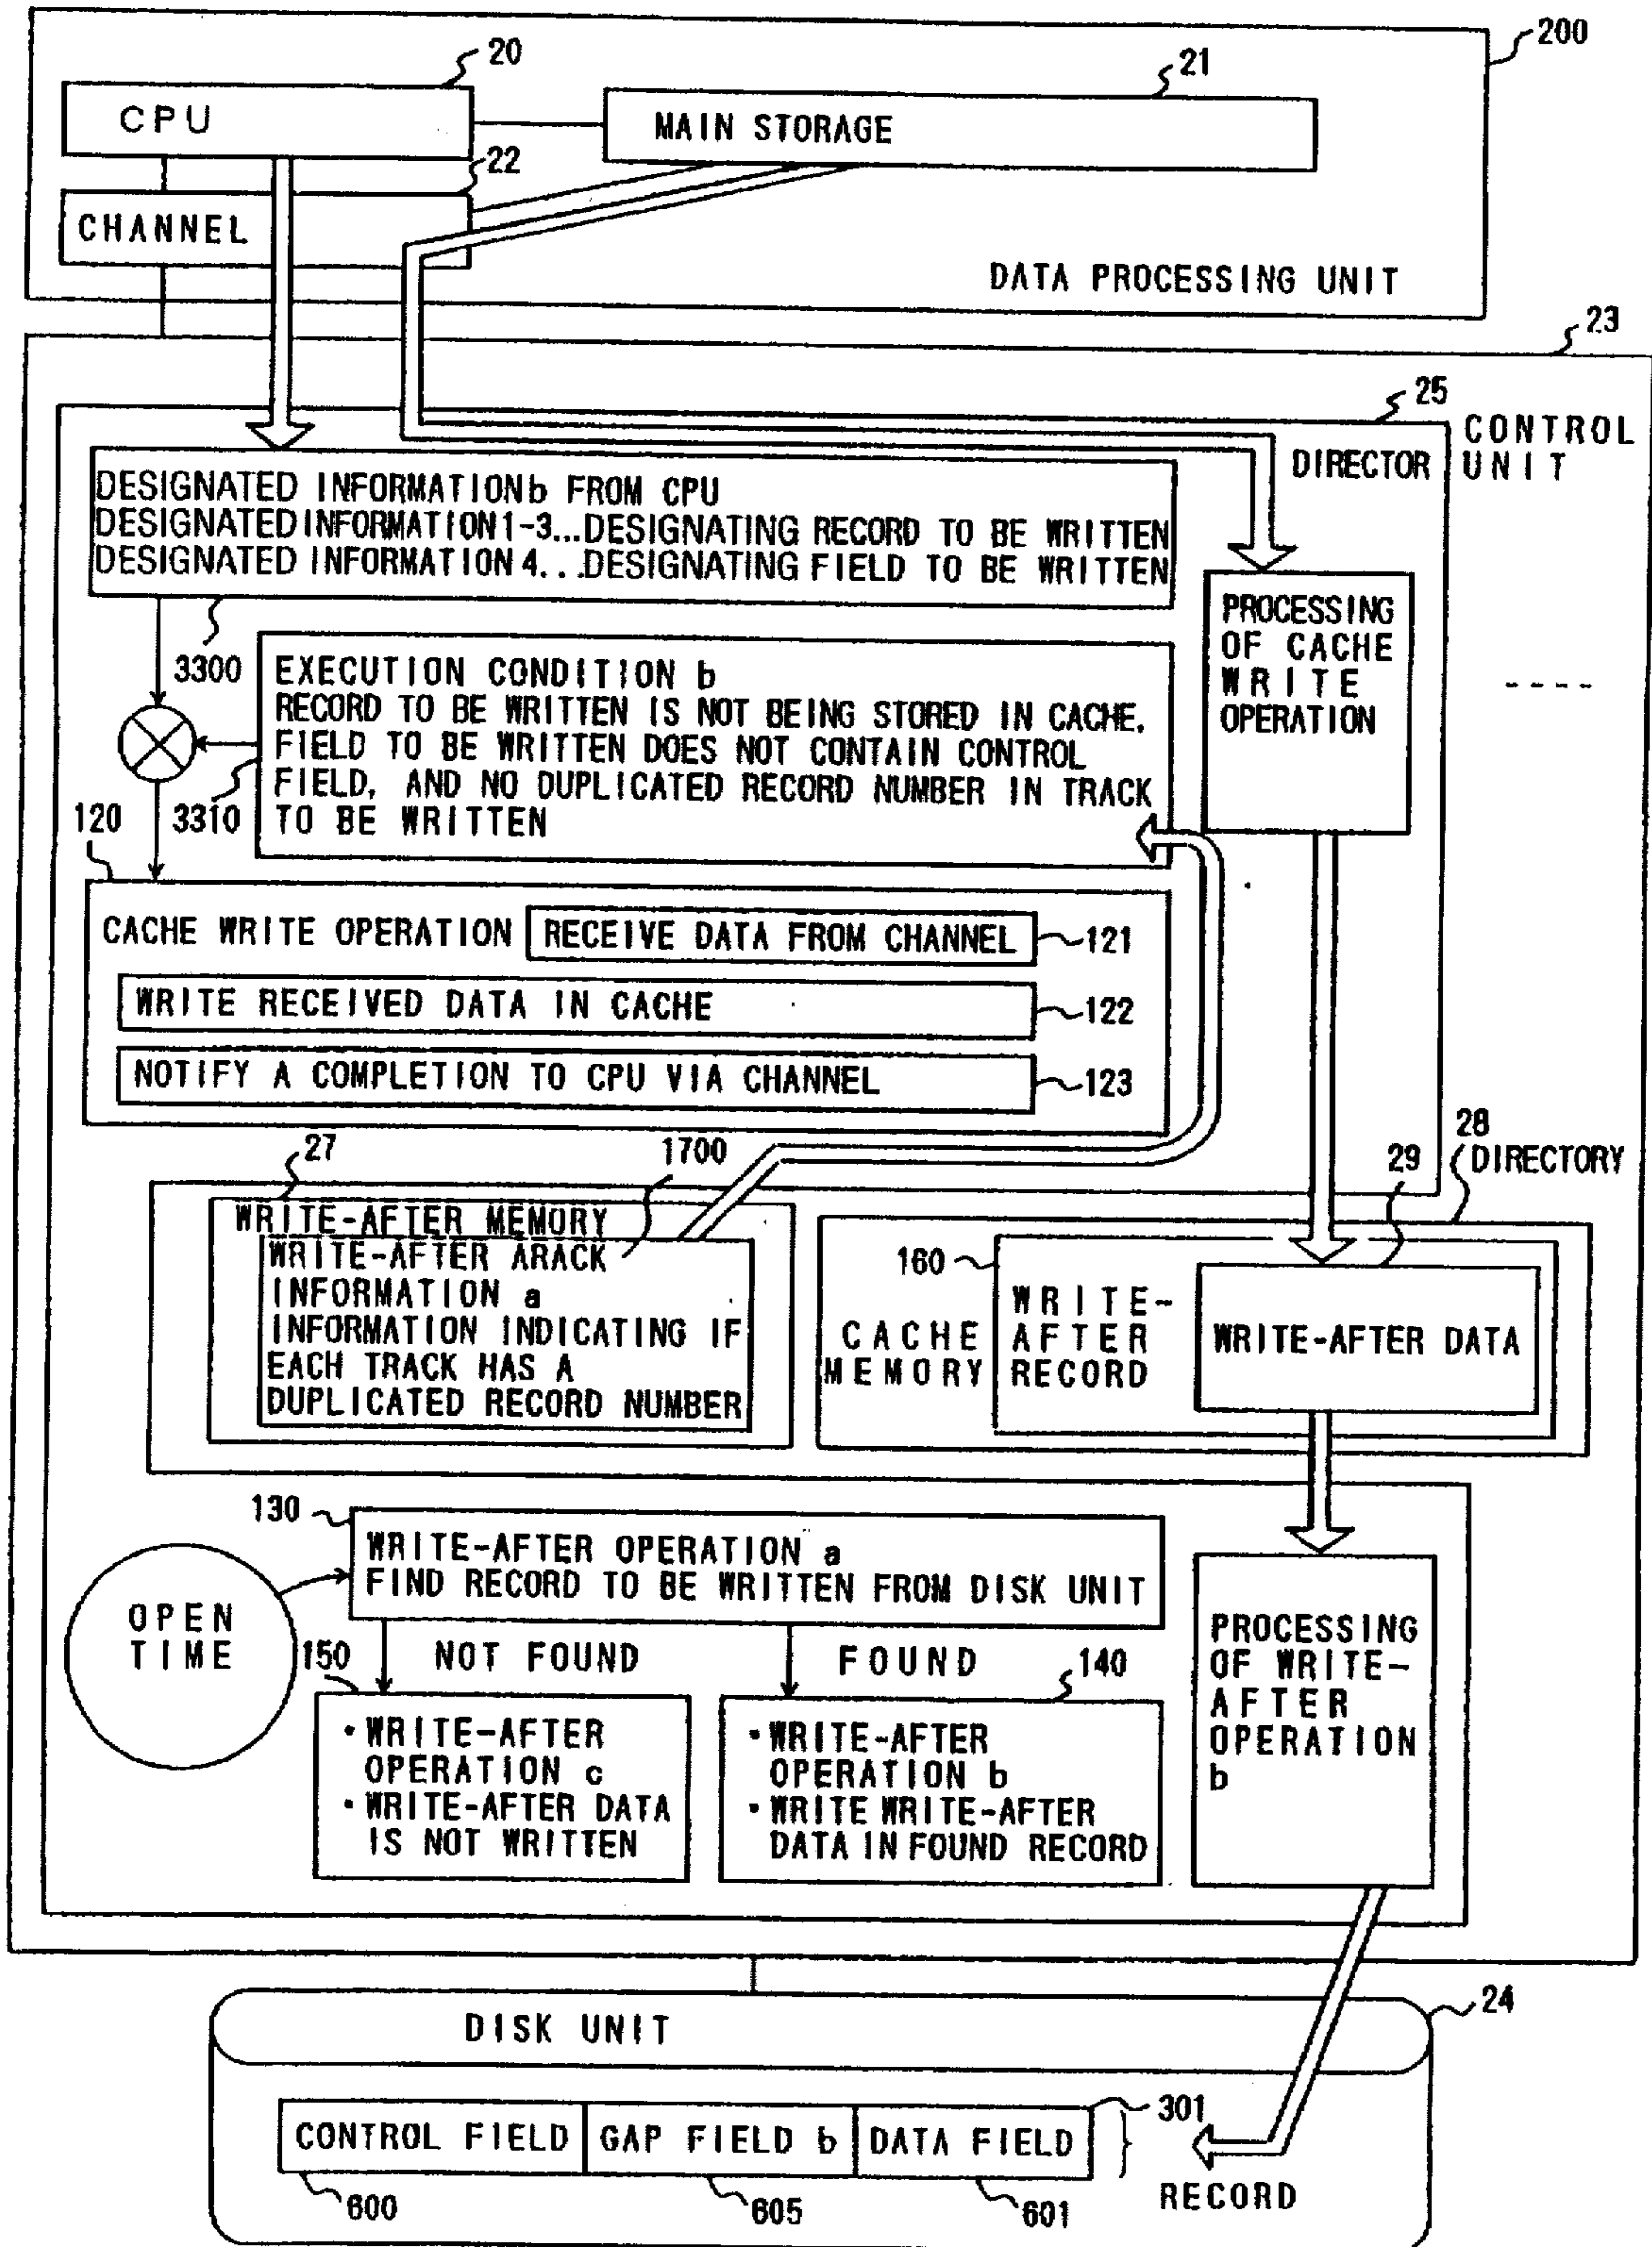 200
20
21
CPU
MAIN STORAGE
22
CHANNEL
DATA PROCESSING UNIT
23
25
CONTROL
UNIT
DIRECTOR
DESIGNATED INFORMATION b FROM CPU
DESIGNATED INFORMATION 1-3...DESIGNATING RECORD TO BE WRITTEN
DESIGNATED INFORMATION 4...DESIGNATING FIELD TO BE WRITTEN
3300
PROCESSING
OF CACHE
WRITE
OPERATION
EXECUTION CONDITION b
RECORD TO BE WRITTEN IS NOT BEING STORED IN CACHE,
FIELD TO BE WRITTEN DOES NOT CONTAIN CONTROL
FIELD, AND NO DUPLICATED RECORD NUMBER IN TRACK
TO BE WRITTEN
3310
----
120
CACHE WRITE OPERATION
RECEIVE DATA FROM CHANNEL
121
WRITE RECEIVED DATA IN CACHE
122
NOTIFY A COMPLETION TO CPU VIA CHANNEL
123
27
1700
WRITE-AFTER MEMORY
WRITE-AFTER ARACK
INFORMATION a
INFORMATION INDICATING IF
EACH TRACK HAS A
DUPLICATED RECORD NUMBER
28
DIRECTORY
29
160
CACHE
MEMORY
WRITE-
AFTER
RECORD
WRITE-AFTER DATA
130
WRITE-AFTER OPERATION a
FIND RECORD TO BE WRITTEN FROM DISK UNIT
OPEN
TIME
NOT FOUND
FOUND
150
140
・WRITE-AFTER
OPERATION c
・WRITE-AFTER DATA
IS NOT WRITTEN
・WRITE-AFTER
OPERATION b
・WRITE WRITE-AFTER
DATA IN FOUND RECORD
PROCESSING
OF WRITE-
AFTER
OPERATION
b
24
DISK UNIT
301
CONTROL FIELD
GAP FIELD b
DATA FIELD
RECORD
600
605
601